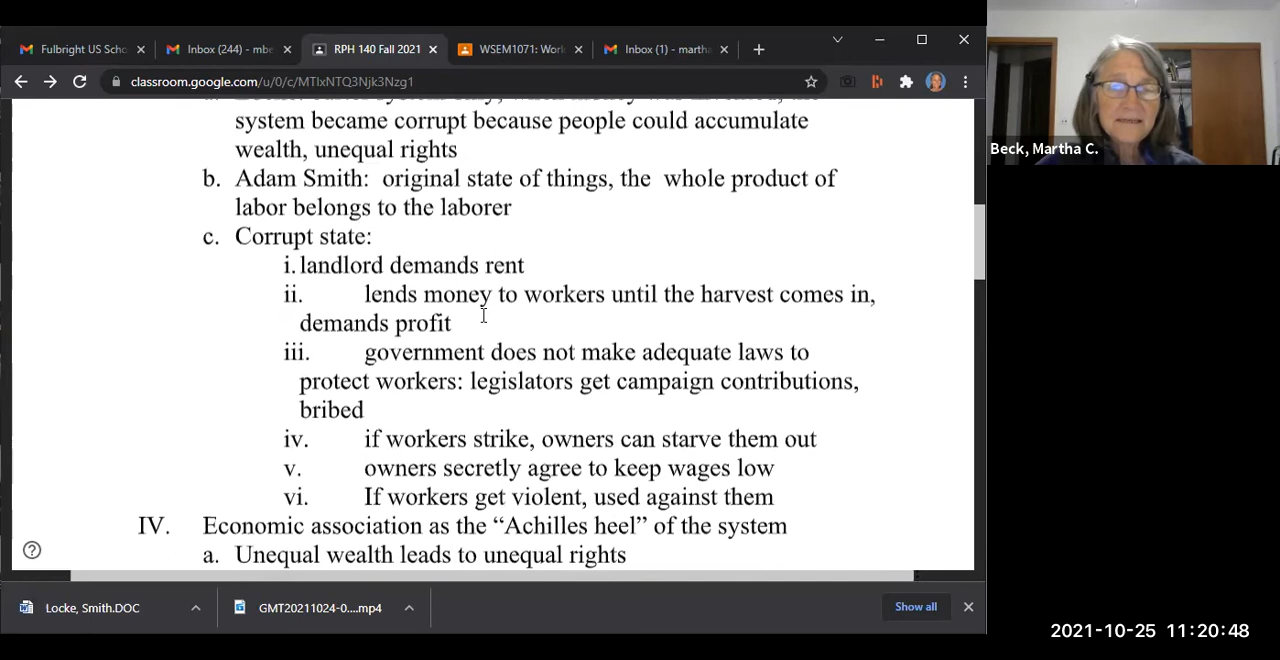 Fulbright US Scho
Inbox (244) - mbe
RPH 140 Fall 2021
WSEM1071: Worl
Inbox (1) - martha
classroom.google.com/u/0/c/MTIxNTQ3Njk3Nzg1
system became corrupt because people could accumulate
wealth, unequal rights
b. Adam Smith: original state of things, the whole product of
labor belongs to the laborer
c. Corrupt state:
i. landlord demands rent
ii. lends money to workers until the harvest comes in,
demands profit
iii. government does not make adequate laws to
protect workers: legislators get campaign contributions,
bribed
iv. if workers strike, owners can starve them out
v. owners secretly agree to keep wages low
vi. If workers get violent, used against them
IV. Economic association as the “Achilles heel” of the system
a. Unequal wealth leads to unequal rights
Locke, Smith.DOC
GMT20211024-0....mp4
Show all
Beck, Martha C.
2021-10-25 11:20:48